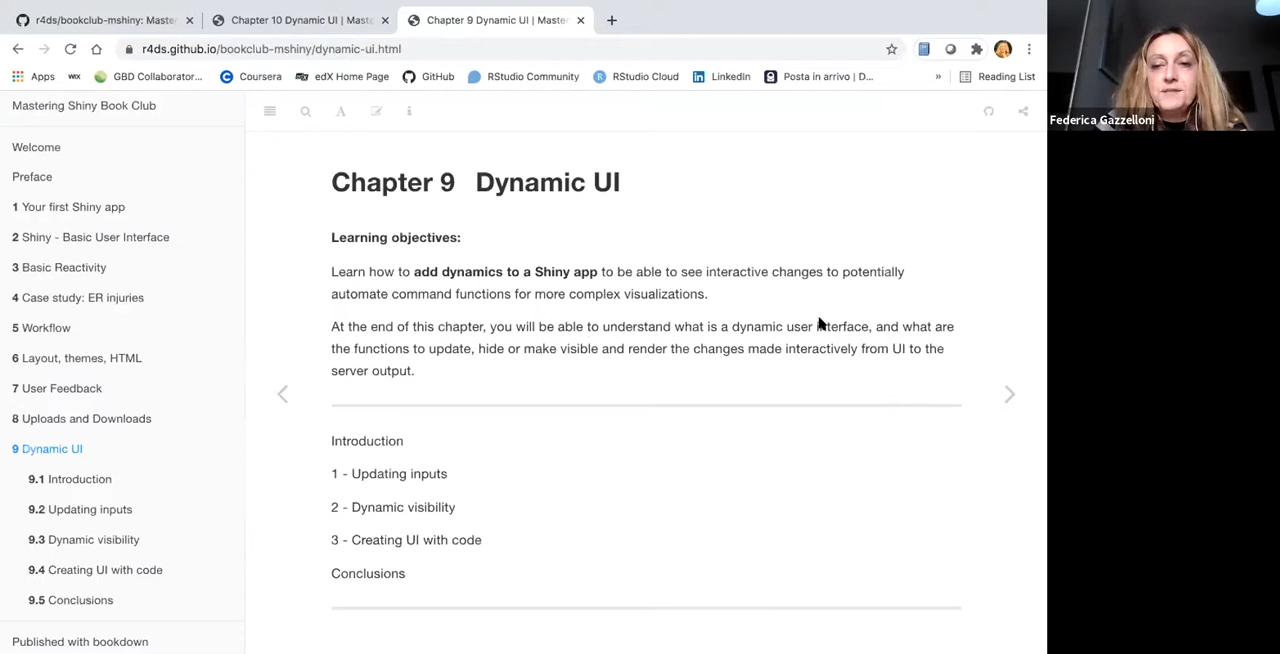 r4ds/bookclub-mshiny: Maste
Chapter 10 Dynamic UI | Maste
Chapter 9 Dynamic UI | Master
r4ds.github.io/bookclub-mshiny/dynamic-ui.html
Apps
WIX
GBD Collaborator...
Coursera
edX Home Page
GitHub
RStudio Community
RStudio Cloud
LinkedIn
Posta in arrivo | D...
»
Reading List
Federica Gazzelloni
Mastering Shiny Book Club
Welcome
Preface
1 Your first Shiny app
2 Shiny - Basic User Interface
3 Basic Reactivity
4 Case study: ER injuries
5 Workflow
6 Layout, themes, HTML
7 User Feedback
8 Uploads and Downloads
9 Dynamic UI
9.1 Introduction
9.2 Updating inputs
9.3 Dynamic visibility
9.4 Creating UI with code
9.5 Conclusions
Published with bookdown
Chapter 9 Dynamic UI
Learning objectives:
Learn how to add dynamics to a Shiny app to be able to see interactive changes to potentially
automate command functions for more complex visualizations.
At the end of this chapter, you will be able to understand what is a dynamic user interface, and what are
the functions to update, hide or make visible and render the changes made interactively from UI to the
server output.
Introduction
1 - Updating inputs
2 - Dynamic visibility
3 - Creating UI with code
Conclusions